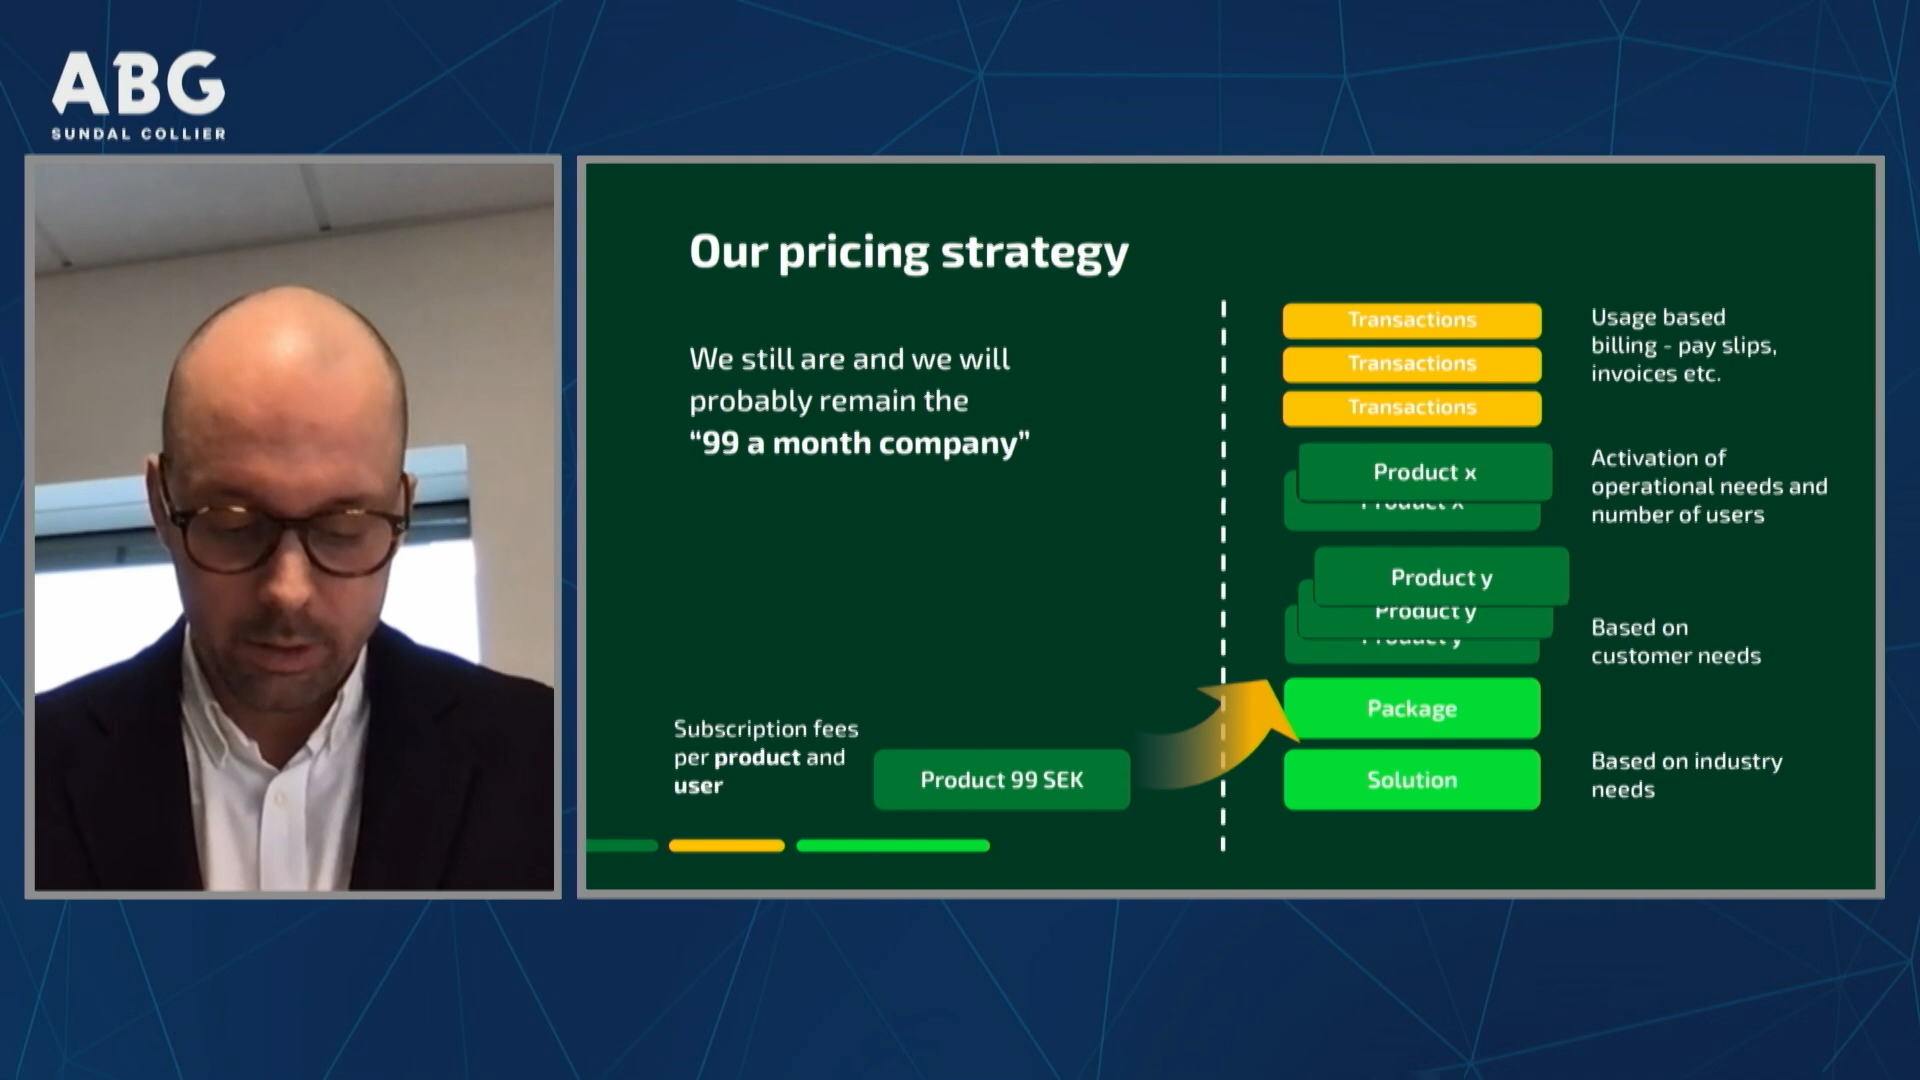 ABG
SUNDAL COLLIER
Our pricing strategy
We still are and we will
probably remain the
“99 a month company”
Subscription fees
per product and
user
Product 99 SEK
Transactions
Transactions
Transactions
Product x
Product x
Product y
Product y
Product y
Package
Solution
Usage based
billing - pay slips,
invoices etc.
Activation of
operational needs and
number of users
Based on
customer needs
Based on industry
needs